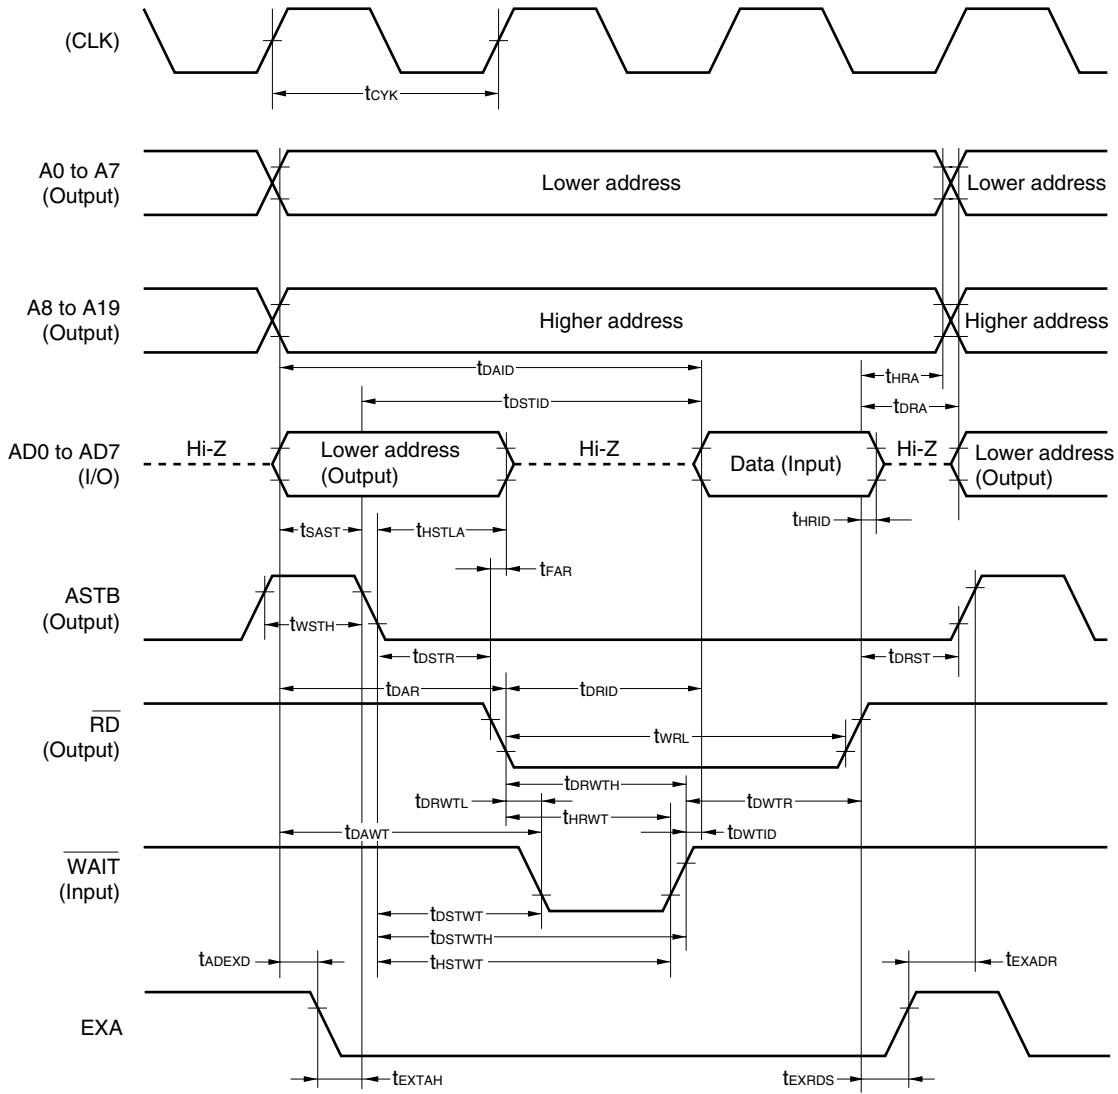 (CLK)
tCYK
A0 to A7
(Output)
Lower address
Lower address
A8 to A19
(Output)
Higher address
Higher address
tDAID
tHRA
tDSTID
tDRA
AD0 to AD7
(I/O)
Hi-Z
Lower address
(Output)
Hi-Z
Data (Input)
Hi-Z
Lower address
(Output)
tSAST
tHSTLA
tHRID
tFAR
ASTB
(Output)
tWSTH
tDSTR
tDRST
tDAR
tDRID
RD
(Output)
tWRL
tDRWTH
tDRWTL
tDWTR
tHRWT
tDAWT
tDWTID
WAIT
(Input)
tDSTWT
tDSTWTH
tADEXD
tHSTWT
tEXADR
EXA
tEXTAH
tEXRDS